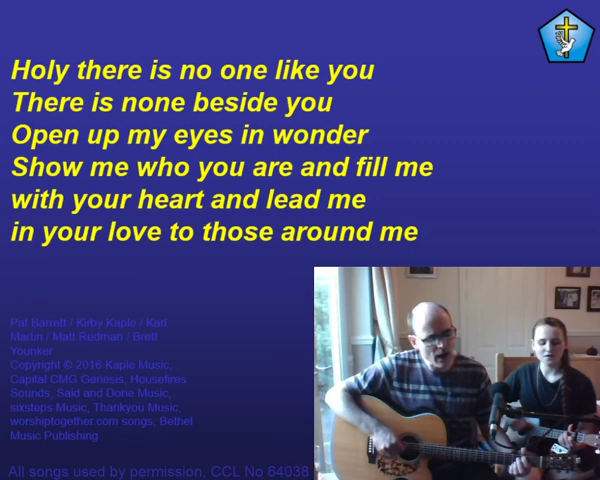 Holy there is no one like you
There is none beside you
Open up my eyes in wonder
Show me who you are and fill me
with your heart and lead me
in your love to those around me
Pat Barrett / Kirby Kaple / Karl
Martin / Matt Redman / Brett
Younker
Copyright © 2016 Kaple Music,
Capital CMG Genesis, Housefires
Sounds, Said and Done Music,
sixsteps Music, Thankyou Music,
worshiptogether.com songs, Bethel
Music Publishing
All songs used by permission, CCL No 64038